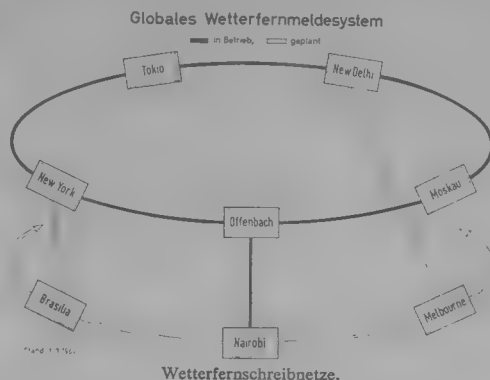 Globales Wetterfernmeldesystem
in Betrieb, geplant
Tokio
New Delhi
New York
Moskau
Offenbach
Brasilia
Melbourne
Nairobi
Wetterfernschreibnetze.